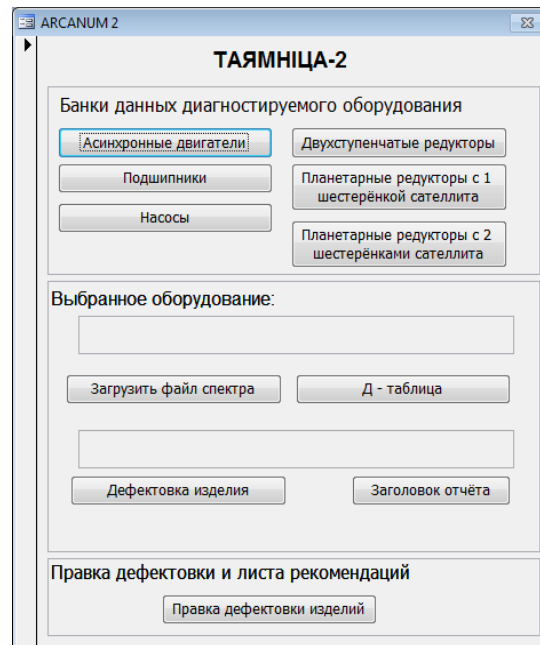 ARCANUM 2
ТАЯМНІЦА-2
Банки данных диагностируемого оборудования
Асинхронные двигатели
Двухступенчатые редукторы
Подшипники
Планетарные редукторы с 1
шестерёнкой сателлита
Насосы
Планетарные редукторы с 2
шестерёнками сателлита
Выбранное оборудование:
Загрузить файл спектра
Д - таблица
Дефектовка изделия
Заголовок отчёта
Правка дефектовки и листа рекомендаций
Правка дефектовки изделий